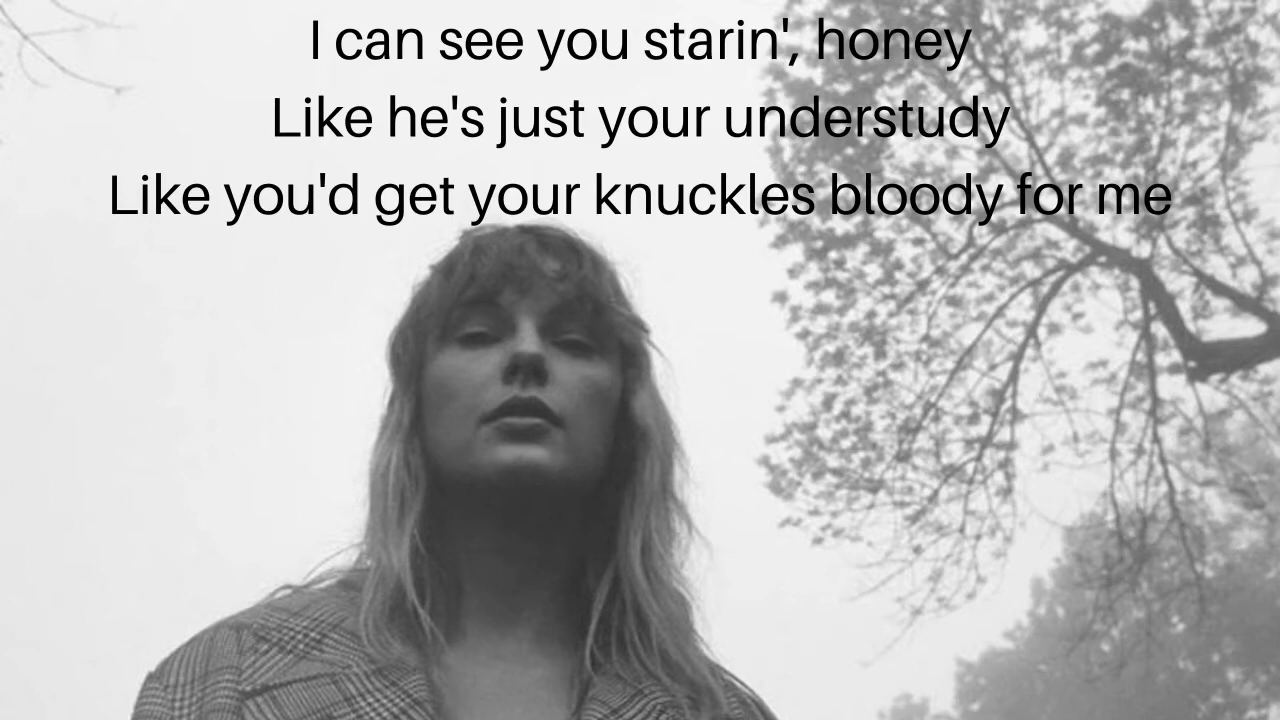 I can see you starin', honey
Like he's just your understudy
Like you'd get your knuckles bloody for me